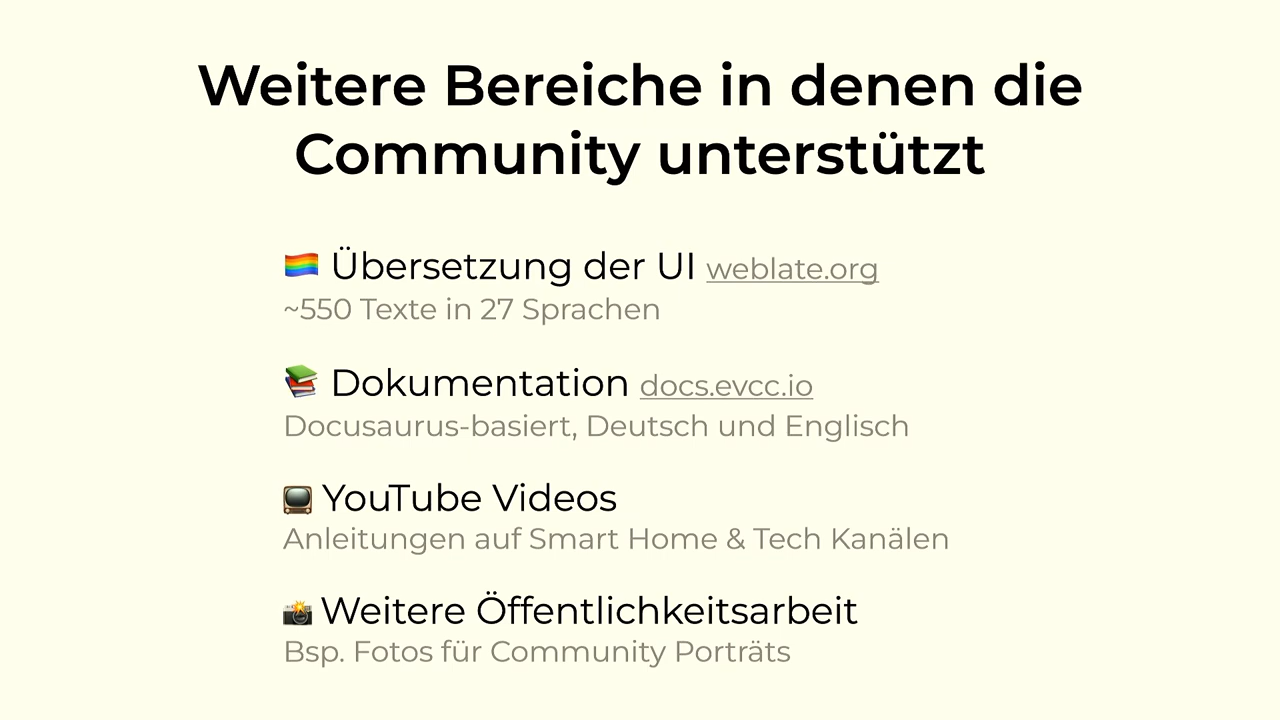 Weitere Bereiche in denen die
Community unterstützt
🏳️‍🌈 Übersetzung der UI weblate.org
~550 Texte in 27 Sprachen
📚 Dokumentation docs.evcc.io
Docusaurus-basiert, Deutsch und Englisch
📺 YouTube Videos
Anleitungen auf Smart Home & Tech Kanälen
📸 Weitere Öffentlichkeitsarbeit
Bsp. Fotos für Community Porträts